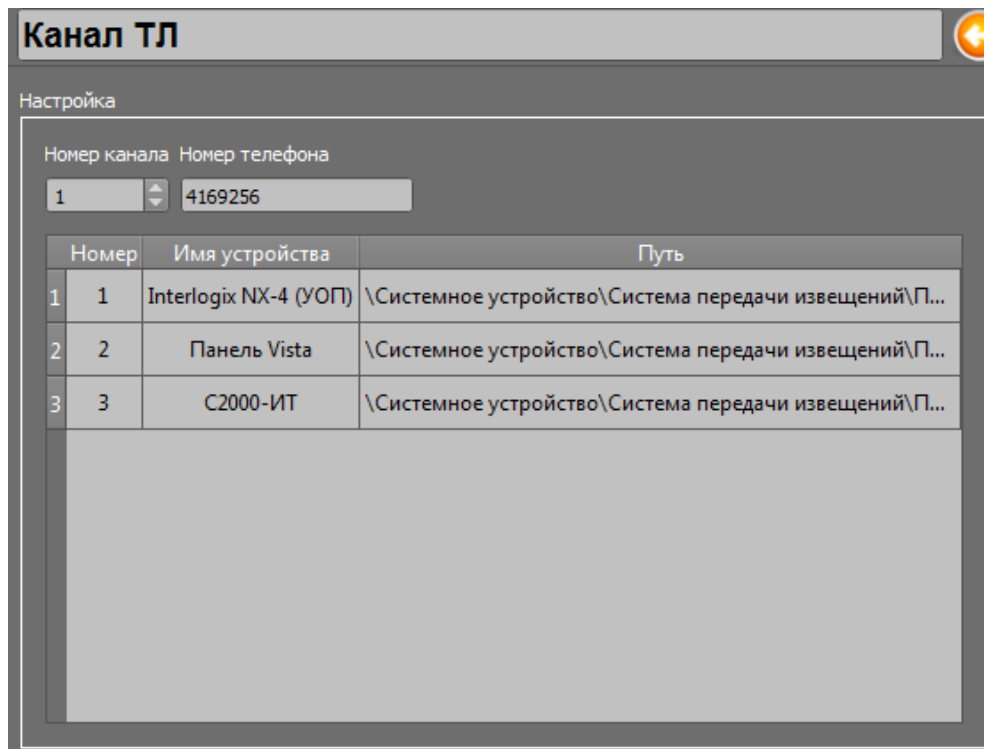 Канал ТЛ
Настройка
Номер канала Номер телефона
1 4169256
Номер Имя устройства Путь
1 1 Interlogix NX-4 (УОП) \Системное устройство\Система передачи извещений\П...
2 2 Панель Vista \Системное устройство\Система передачи извещений\П...
3 3 С2000-ИТ \Системное устройство\Система передачи извещений\П...